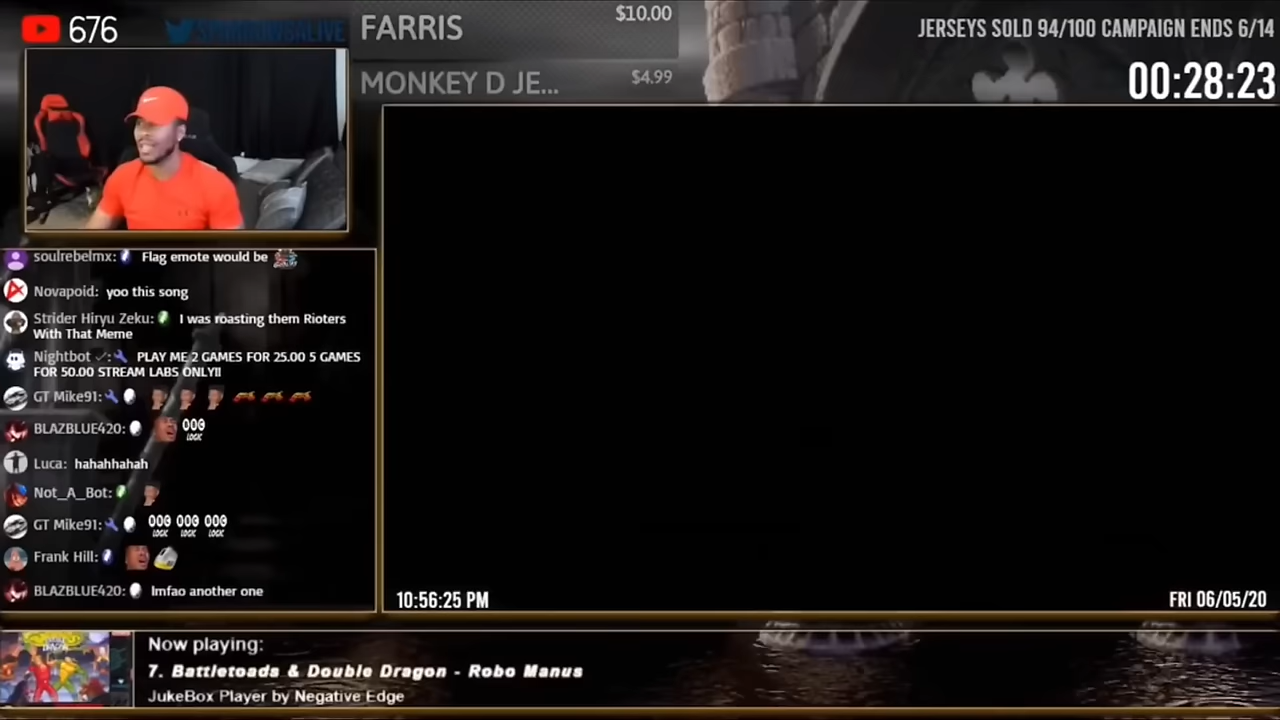 676
FARRIS
$10.00
MONKEY D JE...
$4.99
JERSEYS SOLD 94/100 CAMPAIGN ENDS 6/14
00:28:23
soulrebelmx: Flag emote would be
Novapoid: yoo this song
Strider Hiryu Zeku: I was roasting them Rioters
With That Meme
Nightbot: PLAY ME 2 GAMES FOR 25.00 5 GAMES
FOR 50.00 STREAM LABS ONLY!!
GT Mike91:
BLAZBLUE420: LOGIC
Luca: hahahhahah
Not_A_Bot:
GT Mike91: LOGIC LOGIC LOGIC
Frank Hill:
BLAZBLUE420: lmfao another one
10:56:25 PM
FRI 06/05/20
Now playing:
7. Battletoads & Double Dragon - Robo Manus
JukeBox Player by Negative Edge